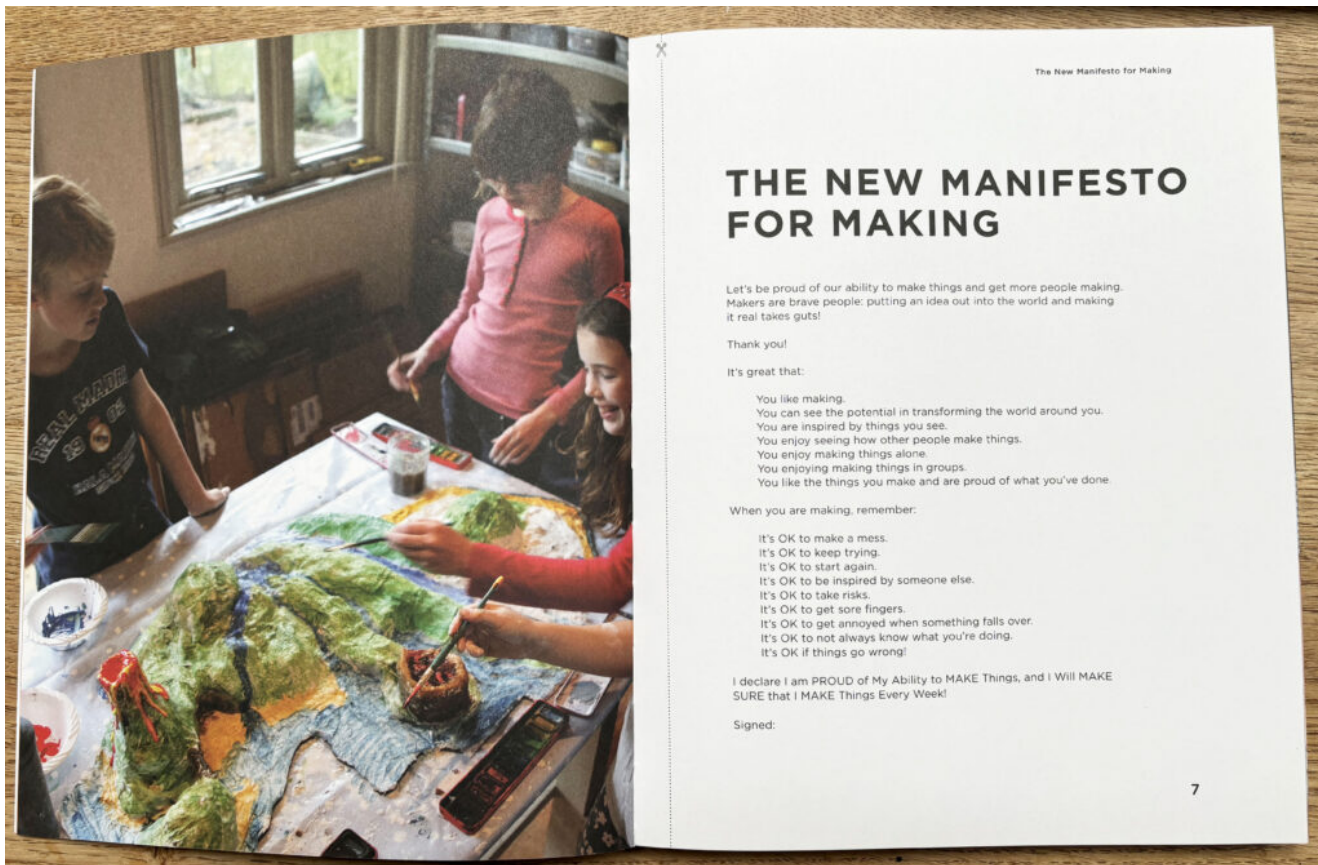 REAL MADR
19 02
The New Manifesto for Making
THE NEW MANIFESTO
FOR MAKING
Let's be proud of our ability to make things and get more people making.
Makers are brave people: putting an idea out into the world and making
it real takes guts!
Thank you!
It's great that:
You like making.
You can see the potential in transforming the world around you.
You are inspired by things you see.
You enjoy seeing how other people make things.
You enjoy making things alone.
You enjoying making things in groups.
You like the things you make and are proud of what you've done.
When you are making, remember:
It's OK to make a mess.
It's OK to keep trying.
It's OK to start again.
It's OK to be inspired by someone else.
It's OK to take risks.
It's OK to get sore fingers.
It's OK to get annoyed when something falls over.
It's OK to not always know what you're doing.
It's OK if things go wrong!
I declare I am PROUD of My Ability to MAKE Things, and I Will MAKE
SURE that I MAKE Things Every Week!
Signed:
7